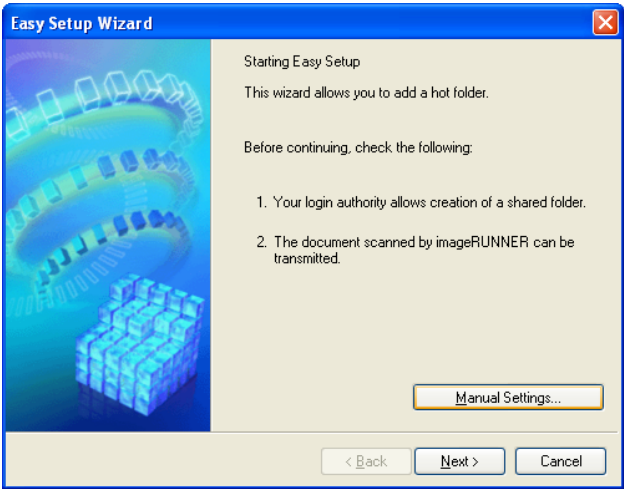 Easy Setup Wizard
Starting Easy Setup
This wizard allows you to add a hot folder.
Before continuing, check the following:
1. Your login authority allows creation of a shared folder.
2. The document scanned by imageRUNNER can be
transmitted.
Manual Settings...
< Back
Next >
Cancel